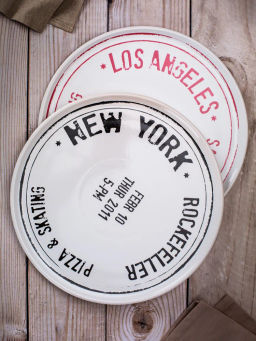 * LOS ANGELES *
* NEW YORK *
FEBR 10
THUR 2011
5-PM
PIZZA & SKATING
ROCKEFELLER